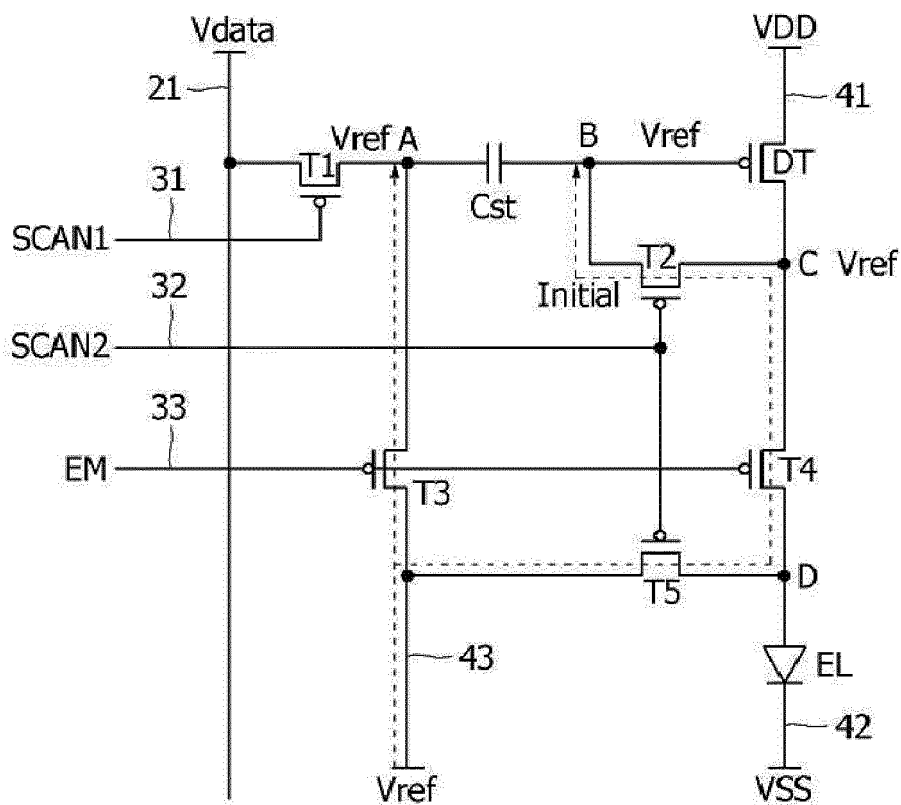 Vdata
VDD
21
41
Vref A
B
Vref
T1
DT
31
Cst
SCAN1
T2
C Vref
32
Initial
SCAN2
33
EM
T3
T4
T5
D
43
EL
42
Vref
VSS